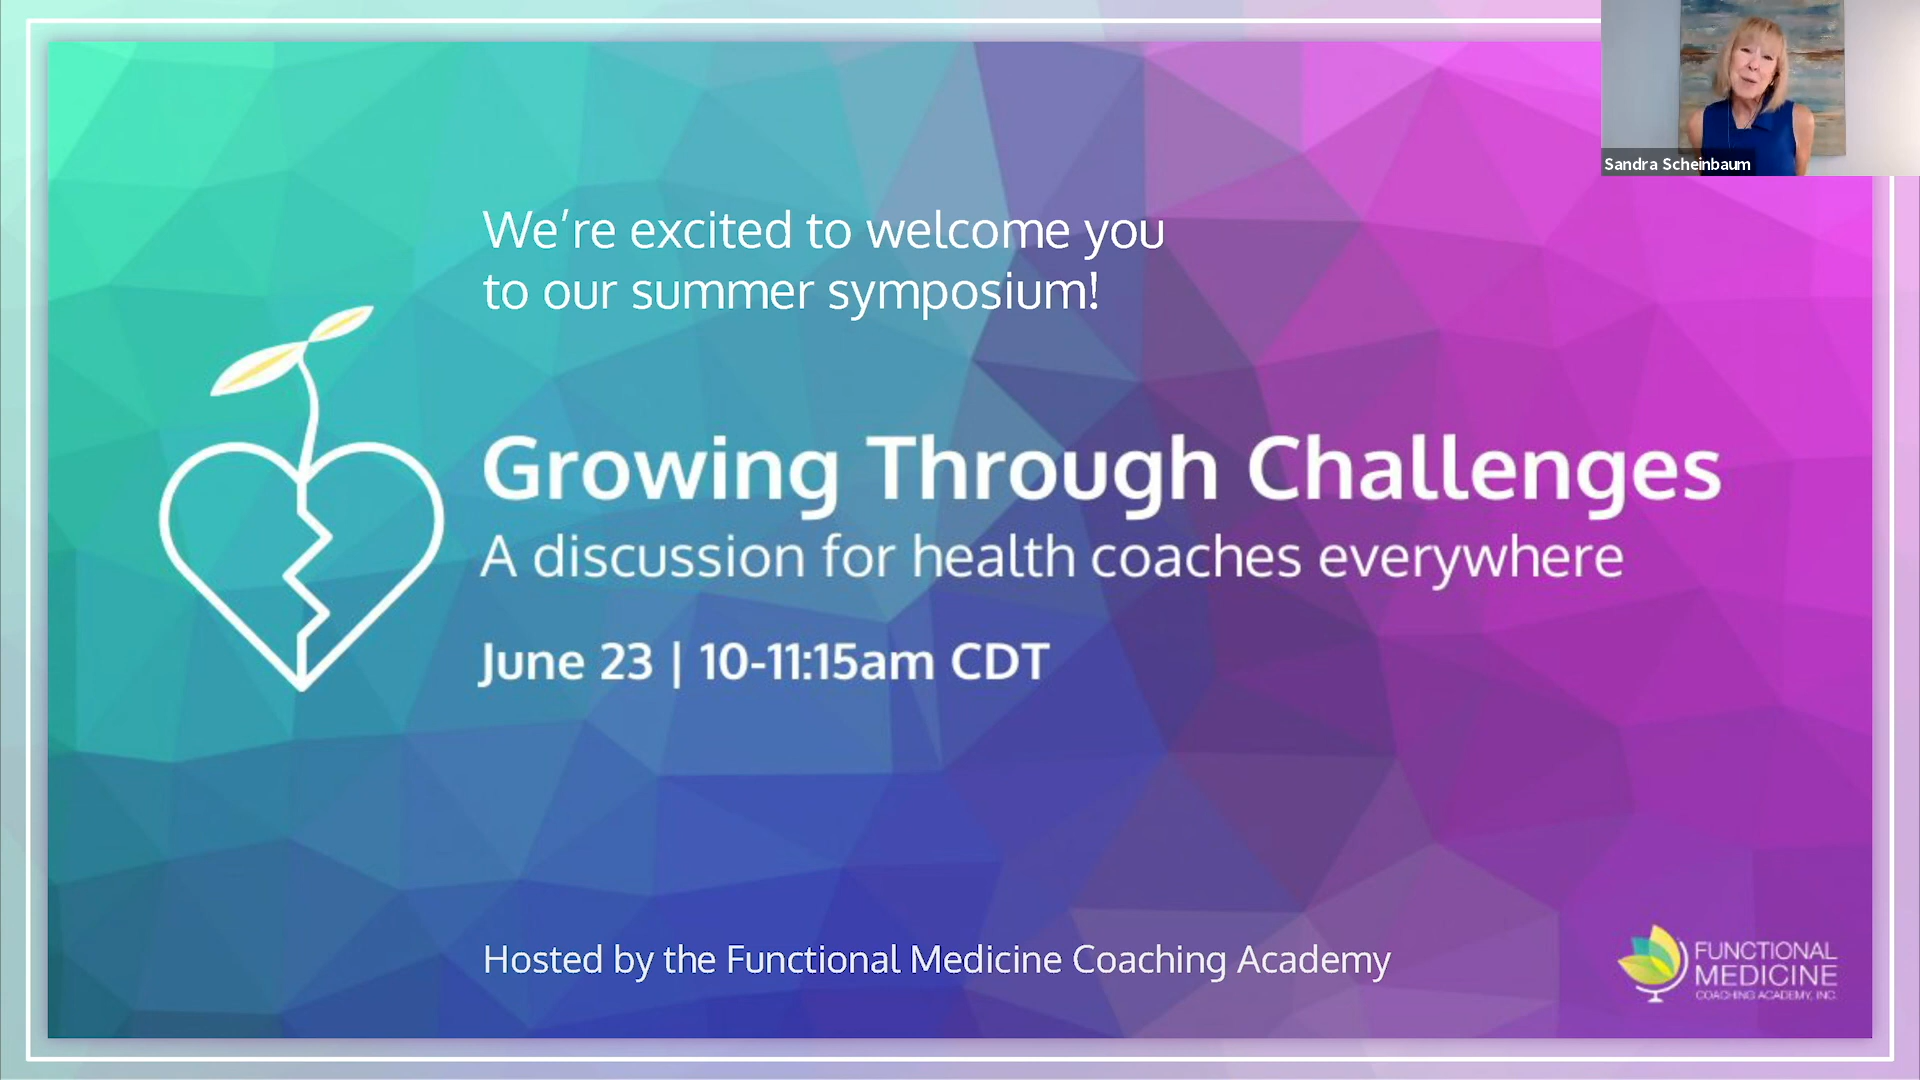 Sandra Scheinbaum
We’re excited to welcome you
to our summer symposium!
Growing Through Challenges
A discussion for health coaches everywhere
June 23 | 10-11:15am CDT
Hosted by the Functional Medicine Coaching Academy
FUNCTIONAL
MEDICINE
COACHING ACADEMY, INC.